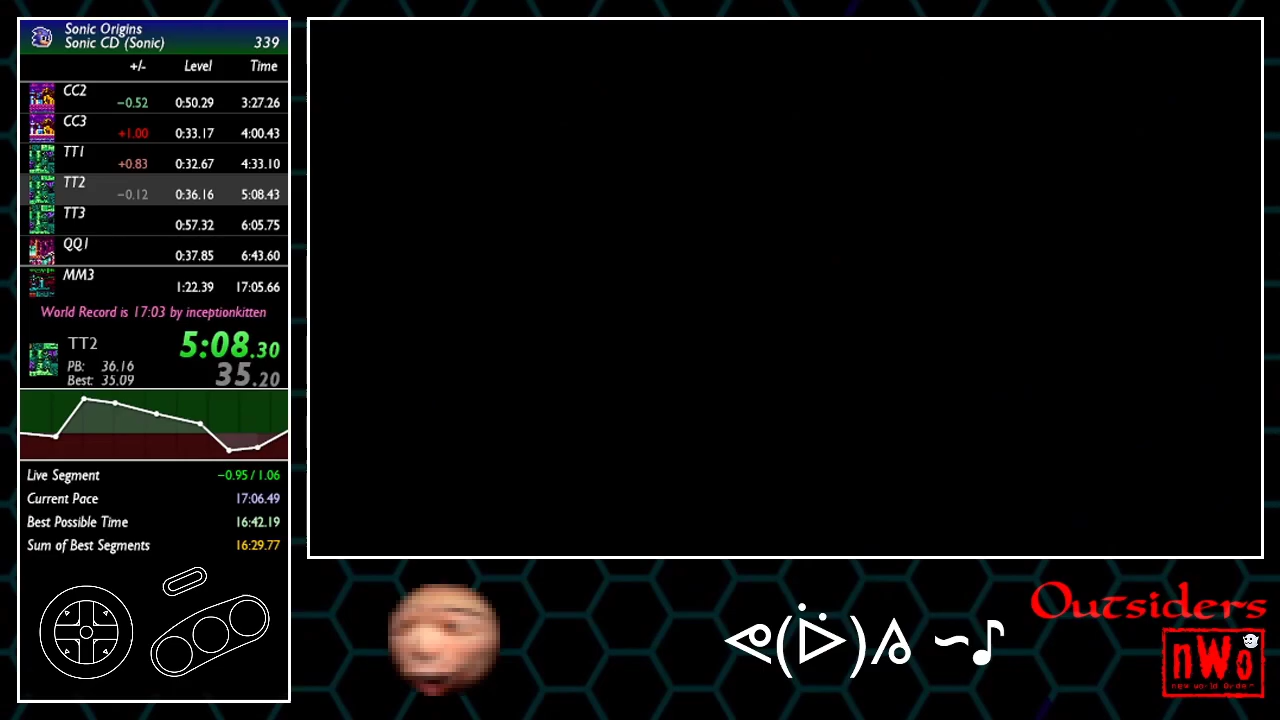 Sonic Origins
Sonic CD (Sonic) 339
+/- Level Time
CC2
−0.52 0:50.29 3:27.26
CC3
+1.00 0:33.17 4:00.43
TT1
+0.83 0:32.67 4:33.10
TT2
−0.12 0:36.16 5:08.43
TT3
0:57.32 6:05.75
QQ1
0:37.85 6:43.60
MM3
1:22.39 17:05.66
World Record is 17:03 by inceptionkitten
TT2 5:08.30
PB: 36.16
Best: 35.09 35.20
Live Segment −0.95 / 1.06
Current Pace 17:06.49
Best Possible Time 16:42.19
Sum of Best Segments 16:29.77
Outsiders
nWo
new world Order